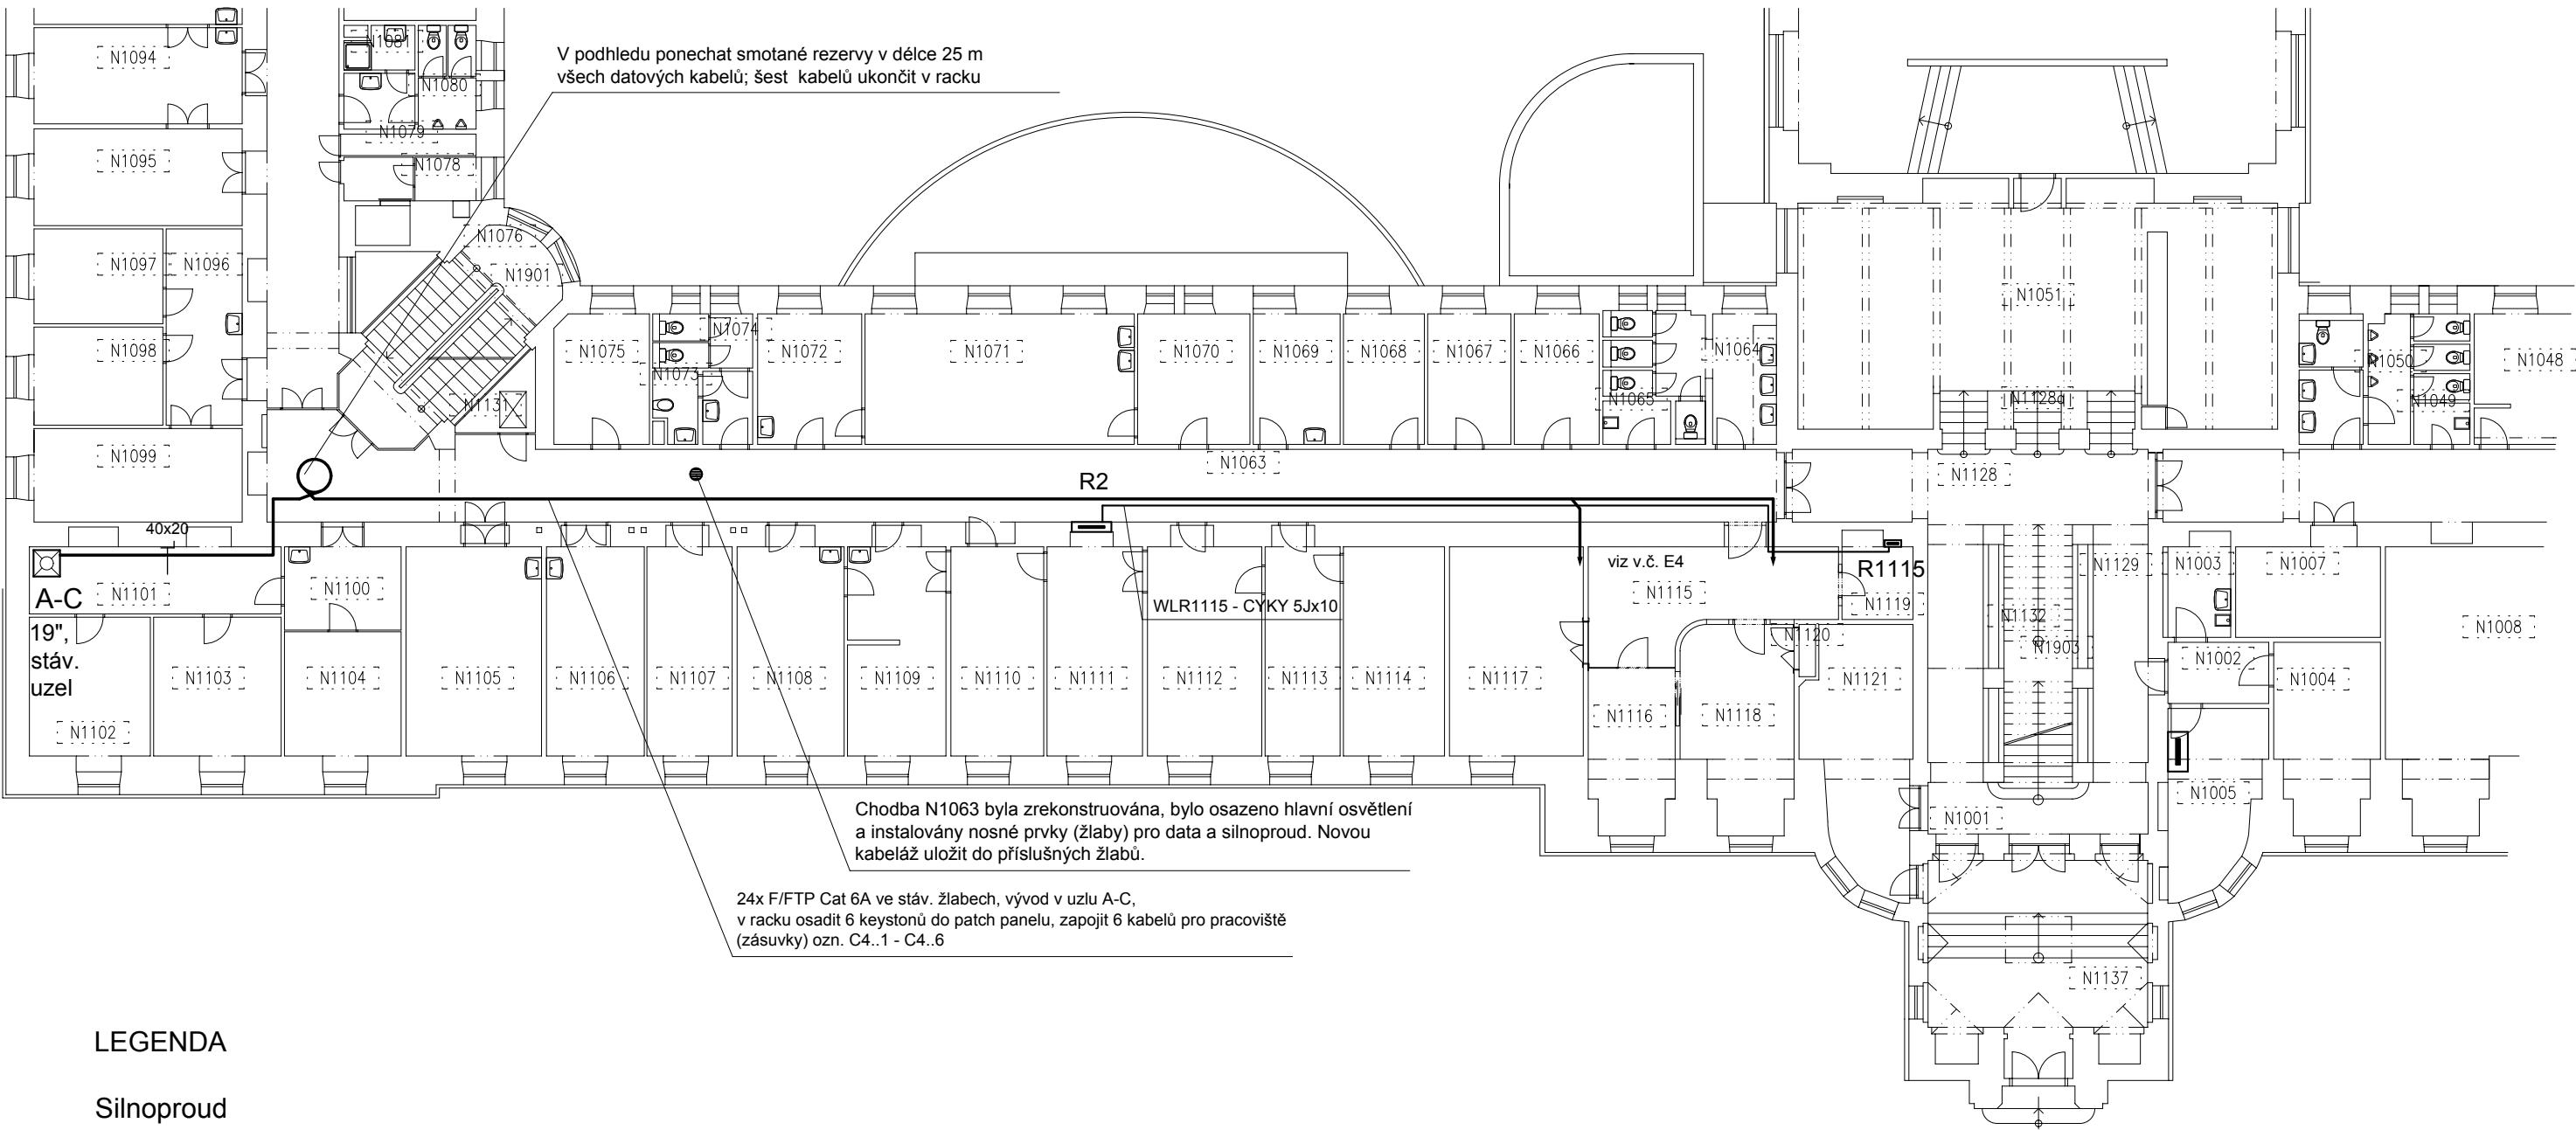 V podhledu ponechat smotané rezervy v délce 25 m
všech datových kabelů; šest kabelů ukončit v racku
N1094
N1081
N1080
N1079
N1095
N1078
N1076
N1901
N1097
N1096
N1098
N1099
N1131
N1075
N1074
N1073
N1072
N1071
N1070
N1069
N1068
N1067
N1066
N1065
N1064
N1051
N1128a
N1050
N1049
N1048
N1063
N1128
R2
40x20
A-C
N1101
N1100
19",
stáv.
uzel
N1102
N1103
N1104
N1105
N1106
N1107
N1108
N1109
N1110
N1111
N1112
N1113
N1114
N1117
WLR1115 - CYKY 5Jx10
viz v.č. E4
N1115
R1115
N1119
N1120
N1116
N1118
N1121
N1129
N1132
N1903
N1003
N1007
N1002
N1004
N1008
N1005
N1001
N1137
Chodba N1063 byla zrekonstruována, bylo osazeno hlavní osvětlení
a instalovány nosné prvky (žlaby) pro data a silnoproud. Novou
kabeláž uložit do příslušných žlabů.
24x F/FTP Cat 6A ve stáv. žlabech, vývod v uzlu A-C,
v racku osadit 6 keystonů do patch panelu, zapojit 6 kabelů pro pracoviště
(zásuvky) ozn. C4..1 - C4..6
LEGENDA
Silnoproud